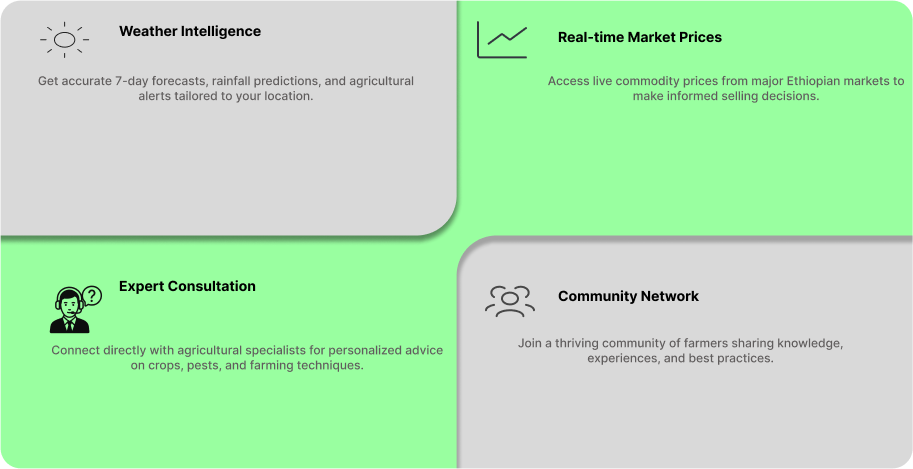 Weather Intelligence
Get accurate 7-day forecasts, rainfall predictions, and agricultural
alerts tailored to your location.
Real-time Market Prices
Access live commodity prices from major Ethiopian markets to
make informed selling decisions.
?
Expert Consultation
Connect directly with agricultural specialists for personalized advice
on crops, pests, and farming techniques.
Community Network
Join a thriving community of farmers sharing knowledge,
experiences, and best practices.